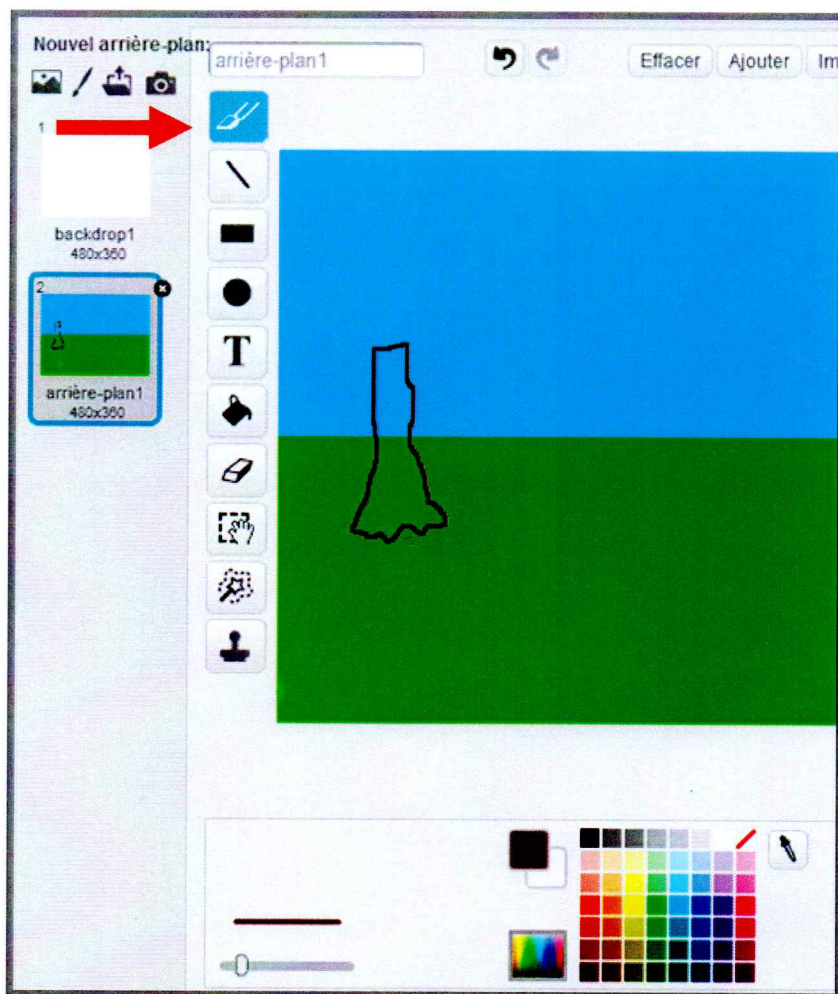 Nouvel arrière-plan:
arrière-plan1
Effacer
Ajouter
Im
1
backdrop1
480x360
2
arrière-plan1
480x360
T